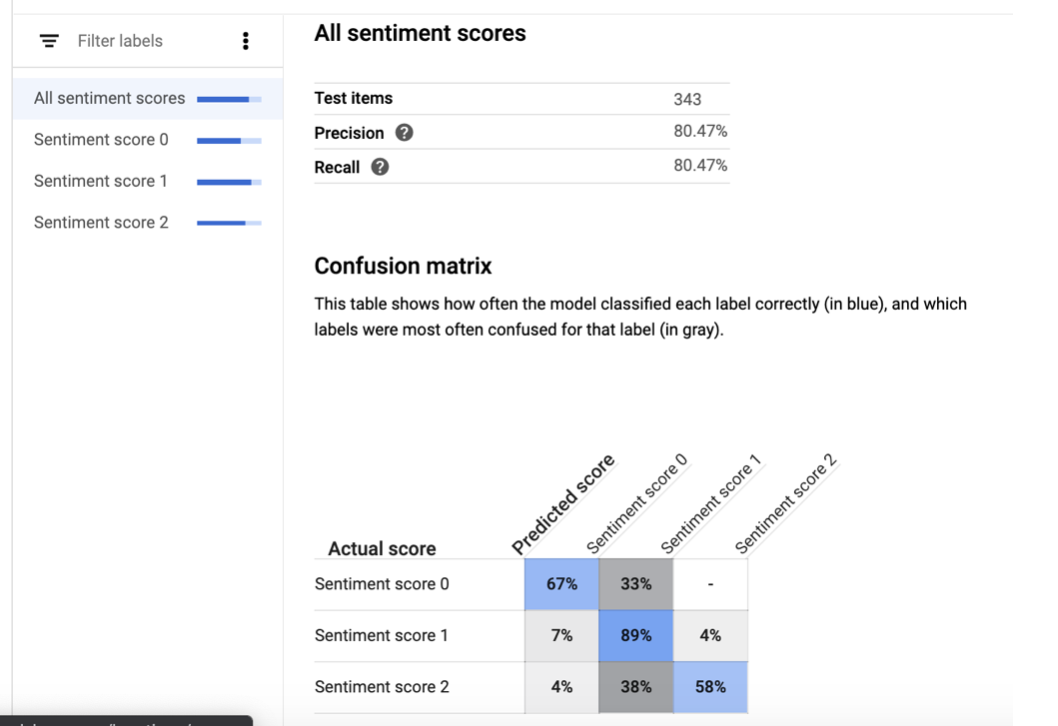 Filter labels
All sentiment scores
Sentiment score 0
Sentiment score 1
Sentiment score 2
All sentiment scores
Test items 343
Precision ? 80.47%
Recall ? 80.47%
Confusion matrix
This table shows how often the model classified each label correctly (in blue), and which
labels were most often confused for that label (in gray).
Actual score Predicted score Sentiment score 0 Sentiment score 1 Sentiment score 2
Sentiment score 0 67% 33% -
Sentiment score 1 7% 89% 4%
Sentiment score 2 4% 38% 58%